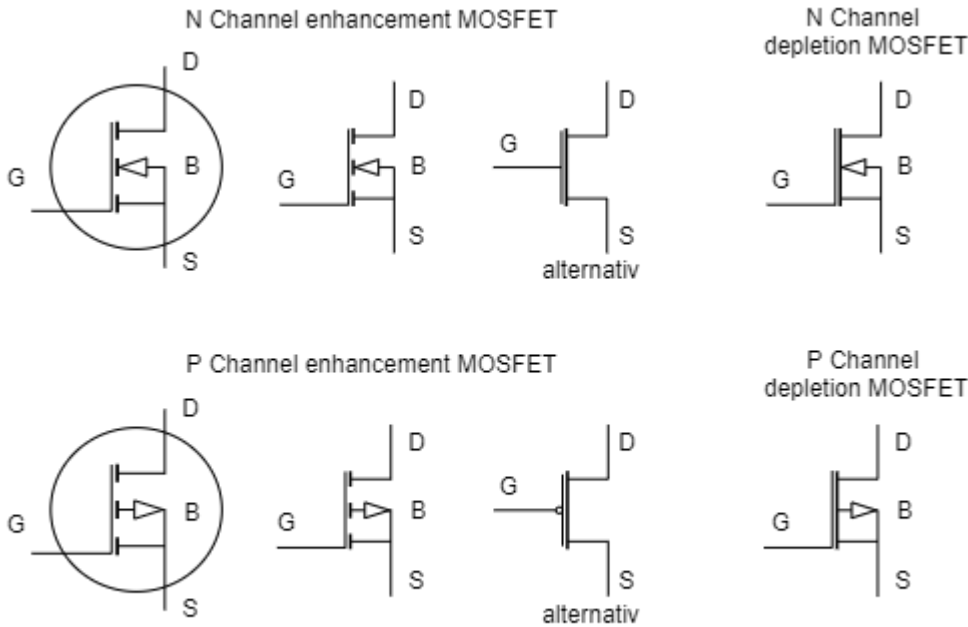 N Channel enhancement MOSFET
N Channel
depletion MOSFET
D
G
B
S
D
G
B
S
D
G
S
alternativ
D
G
B
S
P Channel enhancement MOSFET
P Channel
depletion MOSFET
D
G
B
S
D
G
B
S
D
G
S
alternativ
D
G
B
S